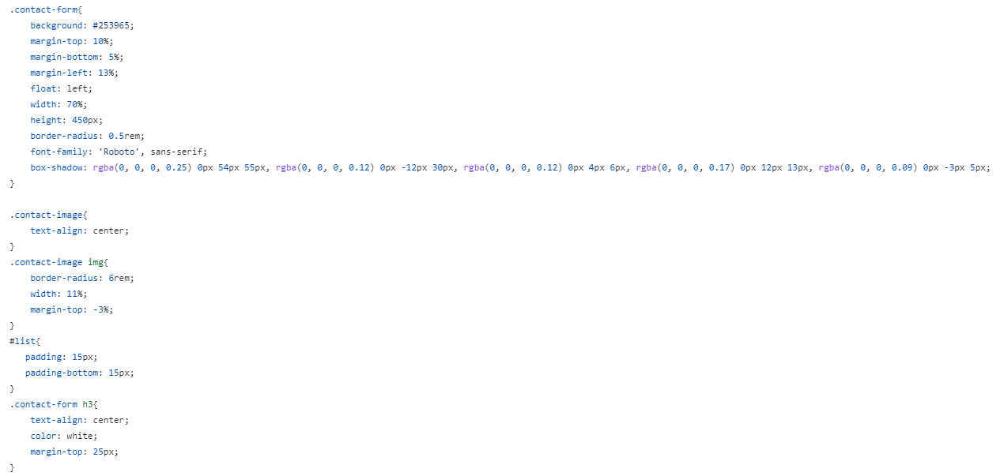 .contact-form{
    background: #253965;
    margin-top: 10%;
    margin-bottom: 5%;
    margin-left: 13%;
    float: left;
    width: 70%;
    height: 450px;
    border-radius: 0.5rem;
    font-family: 'Roboto', sans-serif;
    box-shadow: rgba(0, 0, 0, 0.25) 0px 54px 55px, rgba(0, 0, 0, 0.12) 0px -12px 30px, rgba(0, 0, 0, 0.12) 0px 4px 6px, rgba(0, 0, 0, 0.17) 0px 12px 13px, rgba(0, 0, 0, 0.09) 0px -3px 5px;
}

.contact-image{
    text-align: center;
}
.contact-image img{
    border-radius: 6rem;
    width: 11%;
    margin-top: -3%;
}
#list{
   padding: 15px;
   padding-bottom: 15px;
}
.contact-form h3{
    text-align: center;
    color: white;
    margin-top: 25px;
}